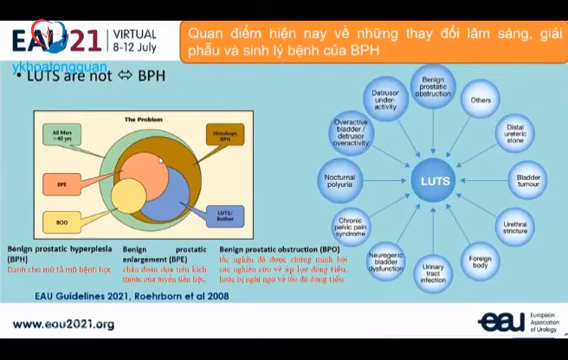 EAU21
VIRTUAL
8-12 July
ykhoatongquan
Quan điểm hiện nay về những thay đổi lâm sàng, giải
phẫu và sinh lý bệnh của BPH
• LUTS are not ⇔ BPH
The Problem
All Men
>40 yrs
Histologic
BPH
BPE
BOO
LUTS/
Bother
Benign prostatic hyperplesia
(BPH)
Danh cho mô tả mô bệnh học
Benign prostatic
enlargement (BPE)
chẩn đoán dựa trên kích
thước của tuyến tiền liệt.
Benign prostatic obstruction (BPO)
tắc nghẽn đã được chứng minh bởi
các nghiên cứu về áp lực dòng tiểu,
hoặc bị nghi ngờ về tốc độ dòng tiểu
EAU Guidelines 2021, Roehrborn et al 2008
LUTS
Benign
prostatic
obstruction
Others
Distal
ureteric
stone
Bladder
tumour
Urethral
stricture
Foreign
body
Urinary
tract
infection
Neurogenic
bladder
dysfunction
Chronic
pelvic pain
syndrome
Nocturnal
polyuria
Overactive
bladder /
detrusor
overactivity
Detrusor
under-
activity
www.eau2021.org
eau
European
Association
of Urology